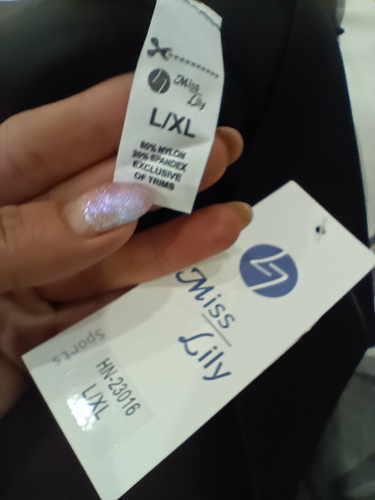 Miss
Lily
L/XL
80% NYLON
20% SPANDEX
EXCLUSIVE
OF TRIMS
Miss
Lily
Sports
HN-23016
L/XL